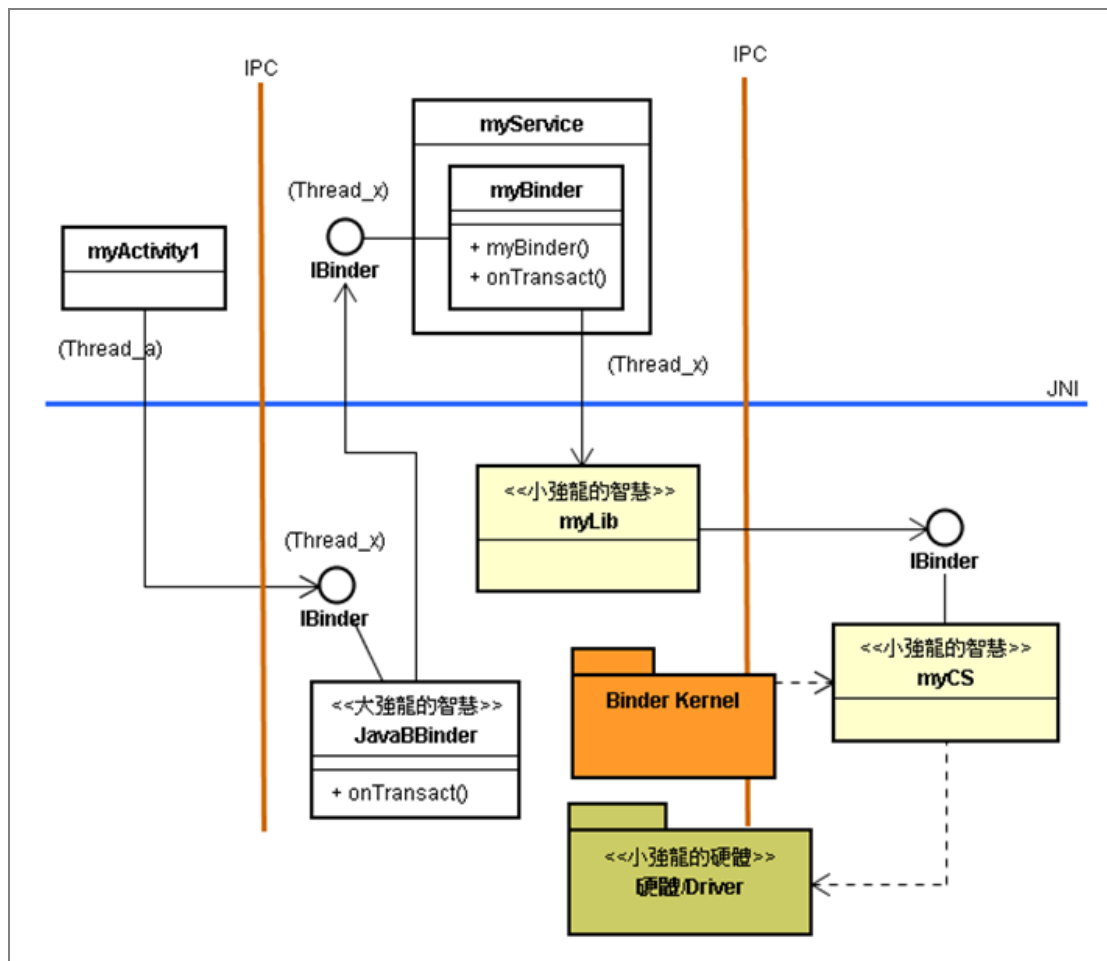 IPC
IPC
myService
myBinder
+ myBinder()
+ onTransact()
(Thread_x)
IBinder
myActivity1
(Thread_a)
(Thread_x)
JNI
<<小強龍的智慧>>
myLib
IBinder
(Thread_x)
IBinder
<<小強龍的智慧>>
myCS
Binder Kernel
<<大強龍的智慧>>
JavaBBinder
+ onTransact()
<<小強龍的硬體>>
硬體/Driver